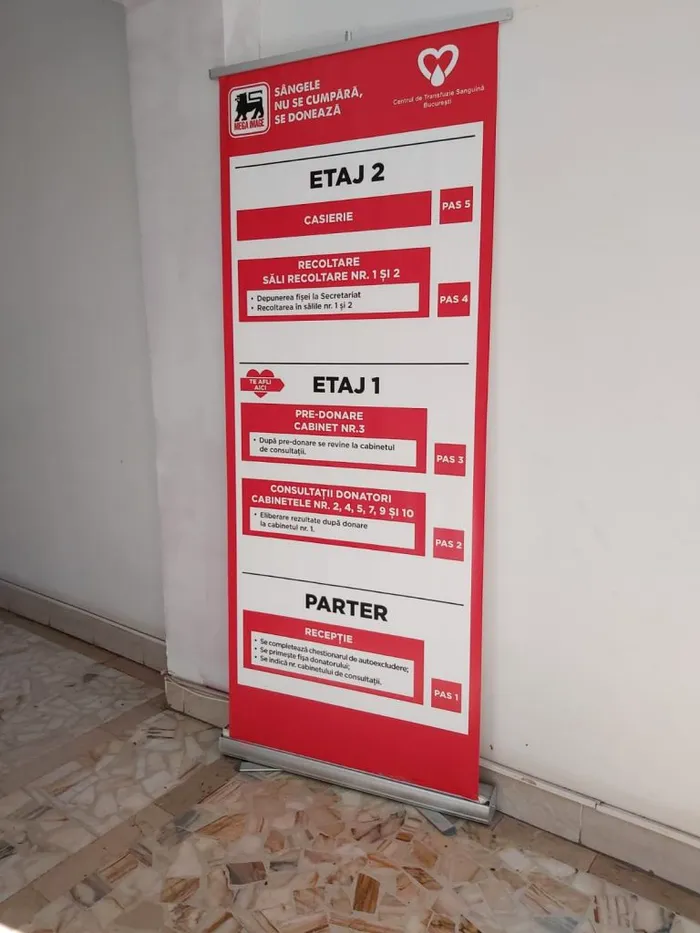 MEGA IMAGE
SÂNGELE
NU SE CUMPĂRĂ,
SE DONEAZĂ
Centrul de Transfuzie Sanguină
București
ETAJ 2
CASIERIE
PAS 5
RECOLTARE
SĂLI RECOLTARE NR. 1 ȘI 2
• Depunerea fișei la Secretariat
• Recoltarea în sălile nr. 1 și 2
PAS 4
TE AFLI
AICI
ETAJ 1
PRE-DONARE
CABINET NR.3
• După pre-donare se revine la cabinetul
de consultații.
PAS 3
CONSULTAȚII DONATORI
CABINETELE NR. 2, 4, 5, 7, 9 ȘI 10
• Eliberare rezultate după donare
la cabinetul nr. 1.
PAS 2
PARTER
RECEPȚIE
• Se completează chestionarul de autoexcludere;
• Se primește fișa donatorului;
• Se indică nr. cabinetului de consultații.
PAS 1